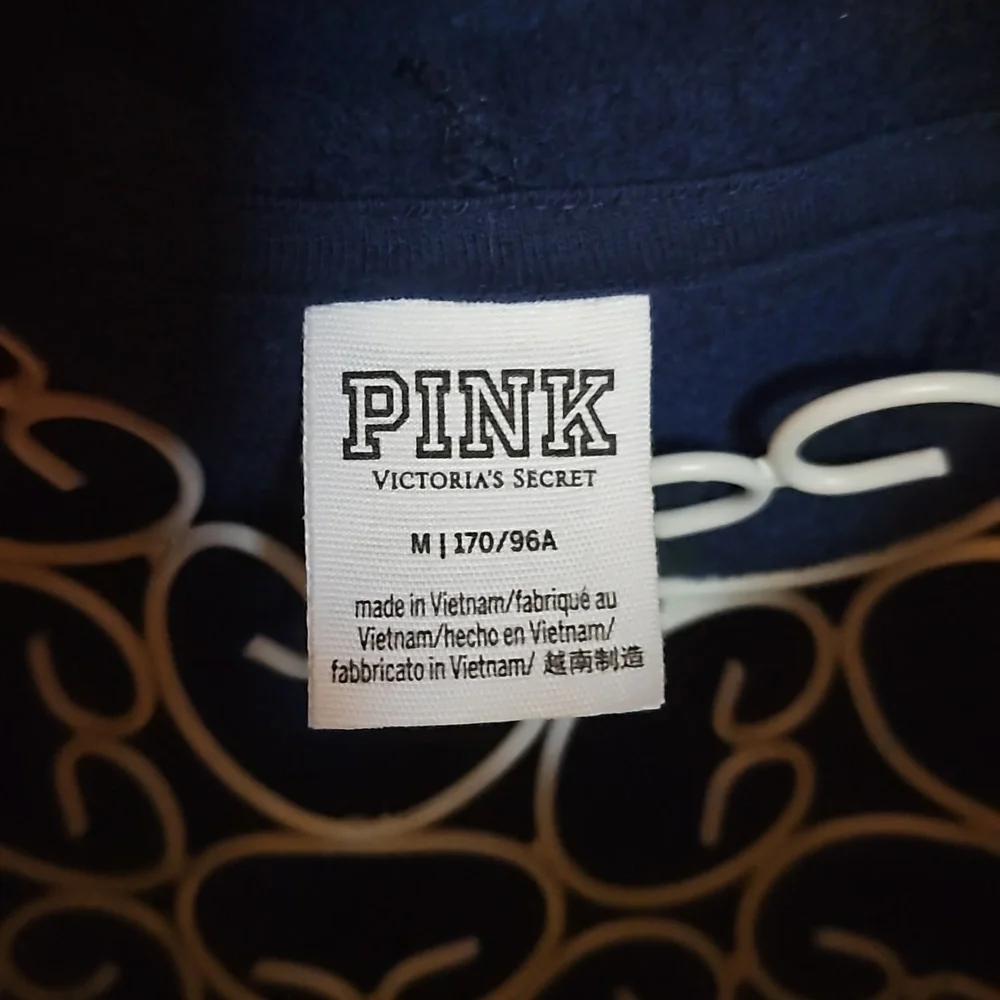 PINK
VICTORIA'S SECRET
M | 170/96A
made in Vietnam/fabriqué au
Vietnam/hecho en Vietnam/
fabbricato in Vietnam/ 越南制造